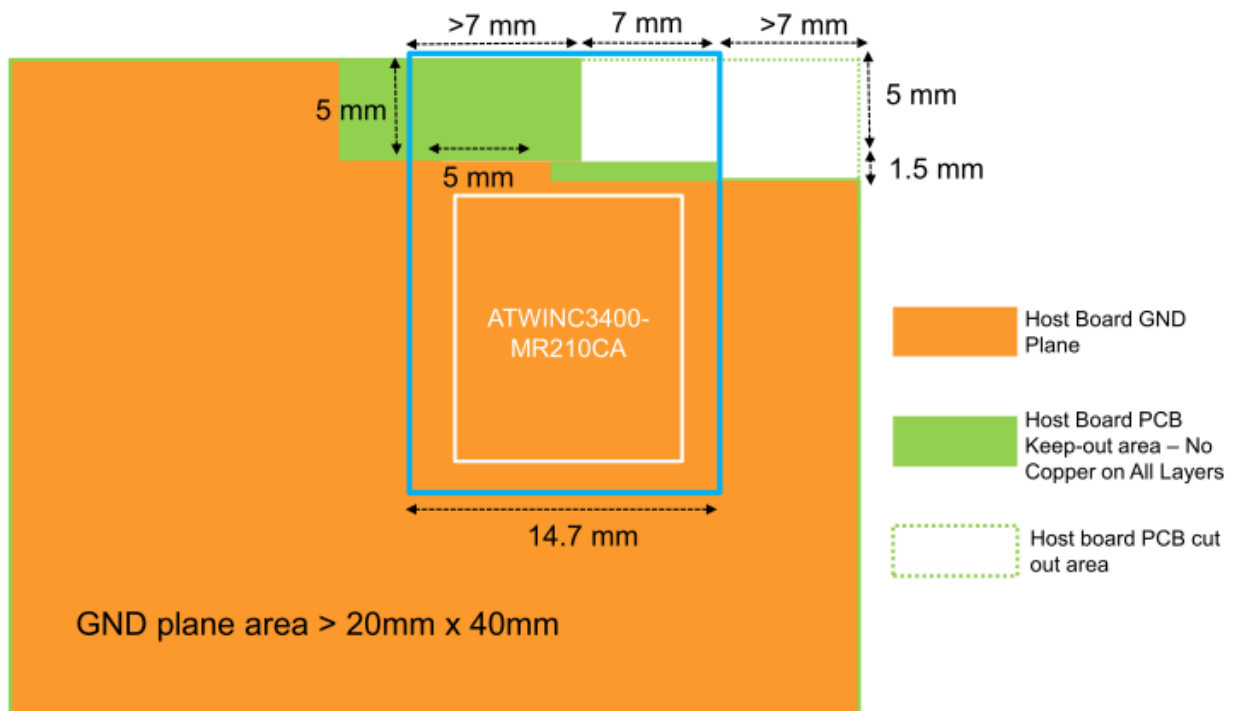 >7 mm
7 mm
>7 mm
5 mm
5 mm
1.5 mm
5 mm
ATWINC3400-
MR210CA
14.7 mm
GND plane area > 20mm x 40mm
Host Board GND
Plane
Host Board PCB
Keep-out area – No
Copper on All Layers
Host board PCB cut
out area